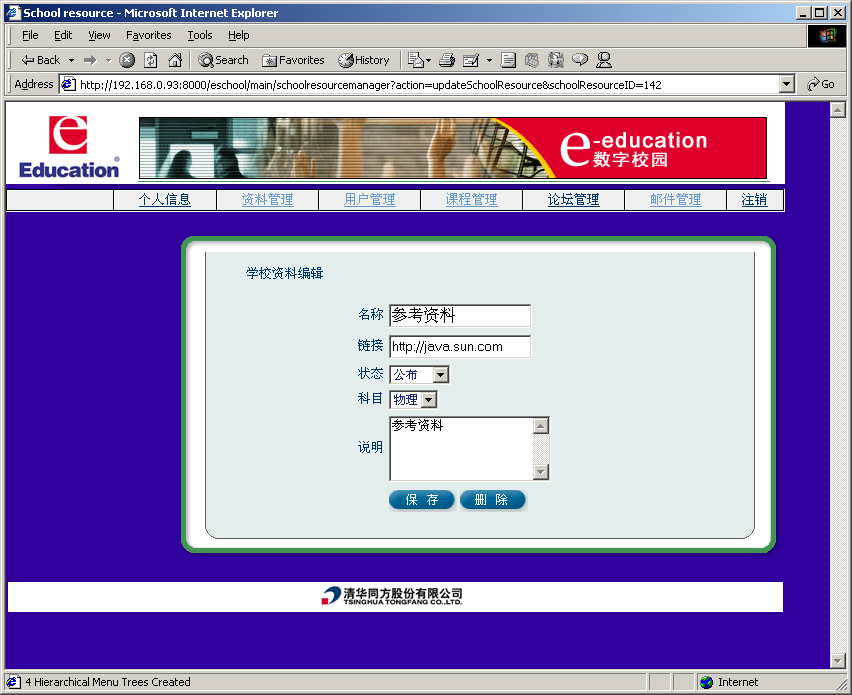 School resource - Microsoft Internet Explorer
File Edit View Favorites Tools Help
Back Search Favorites History
Address http://192.168.0.93:8000/eschool/main/schoolresourcemanager?action=updateSchoolResource&schoolResourceID=142 Go
e
Education
e-education
数字校园
个人信息 资料管理 用户管理 课程管理 论坛管理 邮件管理 注销
学校资料编辑
名称 参考资料
链接 http://java.sun.com
状态 公布
科目 物理
说明 参考资料
保 存 删 除
清华同方股份有限公司
TSINGHUA TONGFANG CO.,LTD.
4 Hierarchical Menu Trees Created Internet